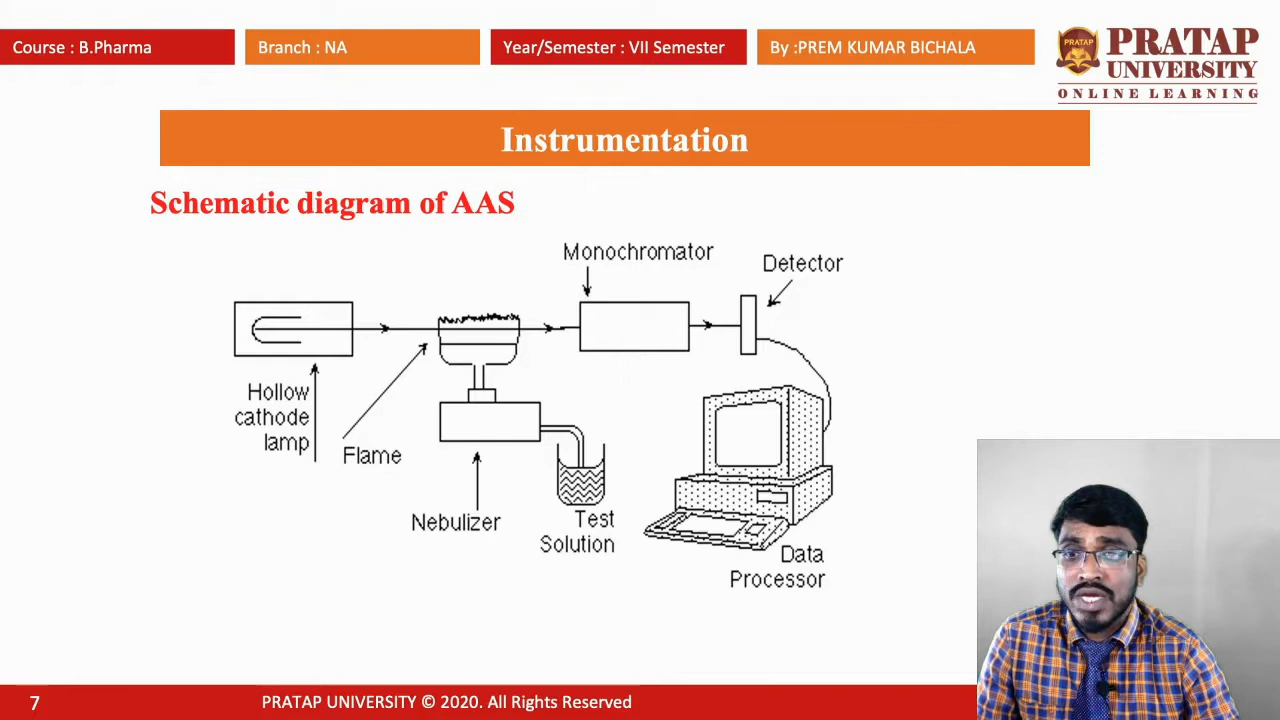 Course : B.Pharma
Branch : NA
Year/Semester : VII Semester
By :PREM KUMAR BICHALA
PRATAP
PRATAP
UNIVERSITY
ONLINE LEARNING
Instrumentation
Schematic diagram of AAS
Monochromator
Detector
Hollow
cathode
lamp
Flame
Nebulizer
Test
Solution
Data
Processor
7
PRATAP UNIVERSITY © 2020. All Rights Reserved